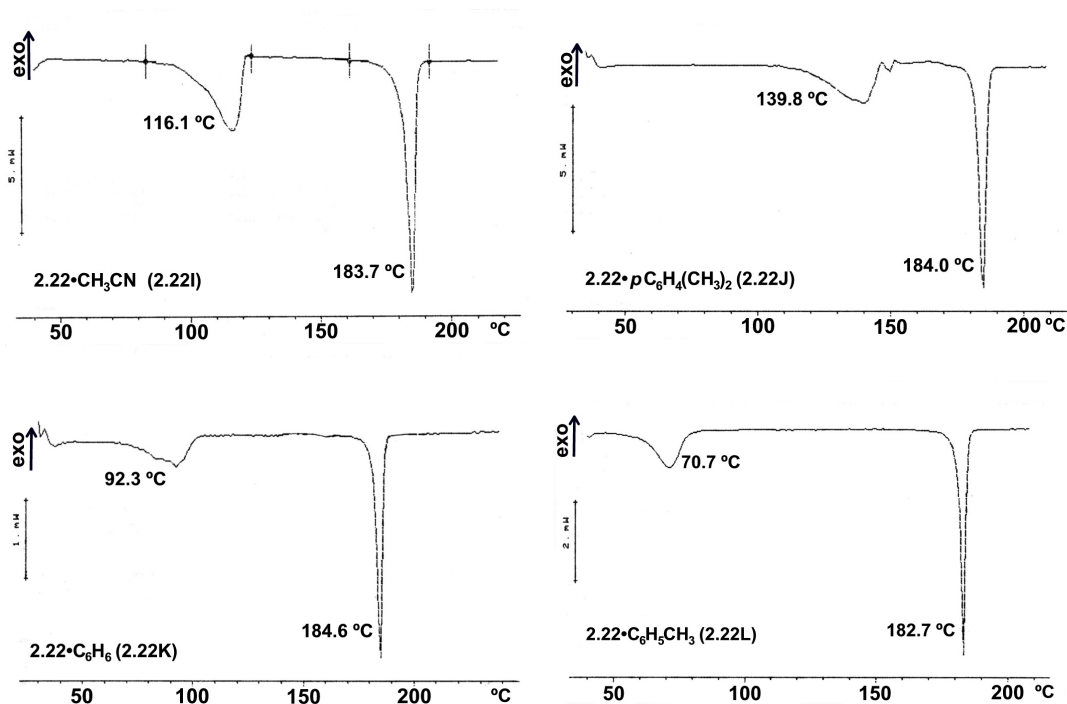 exo
5. mW
116.1 ºC
183.7 ºC
2.22•CH₃CN (2.22I)
50 100 150 200 ºC
exo
5. mW
139.8 ºC
184.0 ºC
2.22•pC₆H₄(CH₃)₂ (2.22J)
50 100 150 200 ºC
exo
1. mW
92.3 ºC
184.6 ºC
2.22•C₆H₆ (2.22K)
50 100 150 200 ºC
exo
2. mW
70.7 ºC
182.7 ºC
2.22•C₆H₅CH₃ (2.22L)
50 100 150 200 ºC